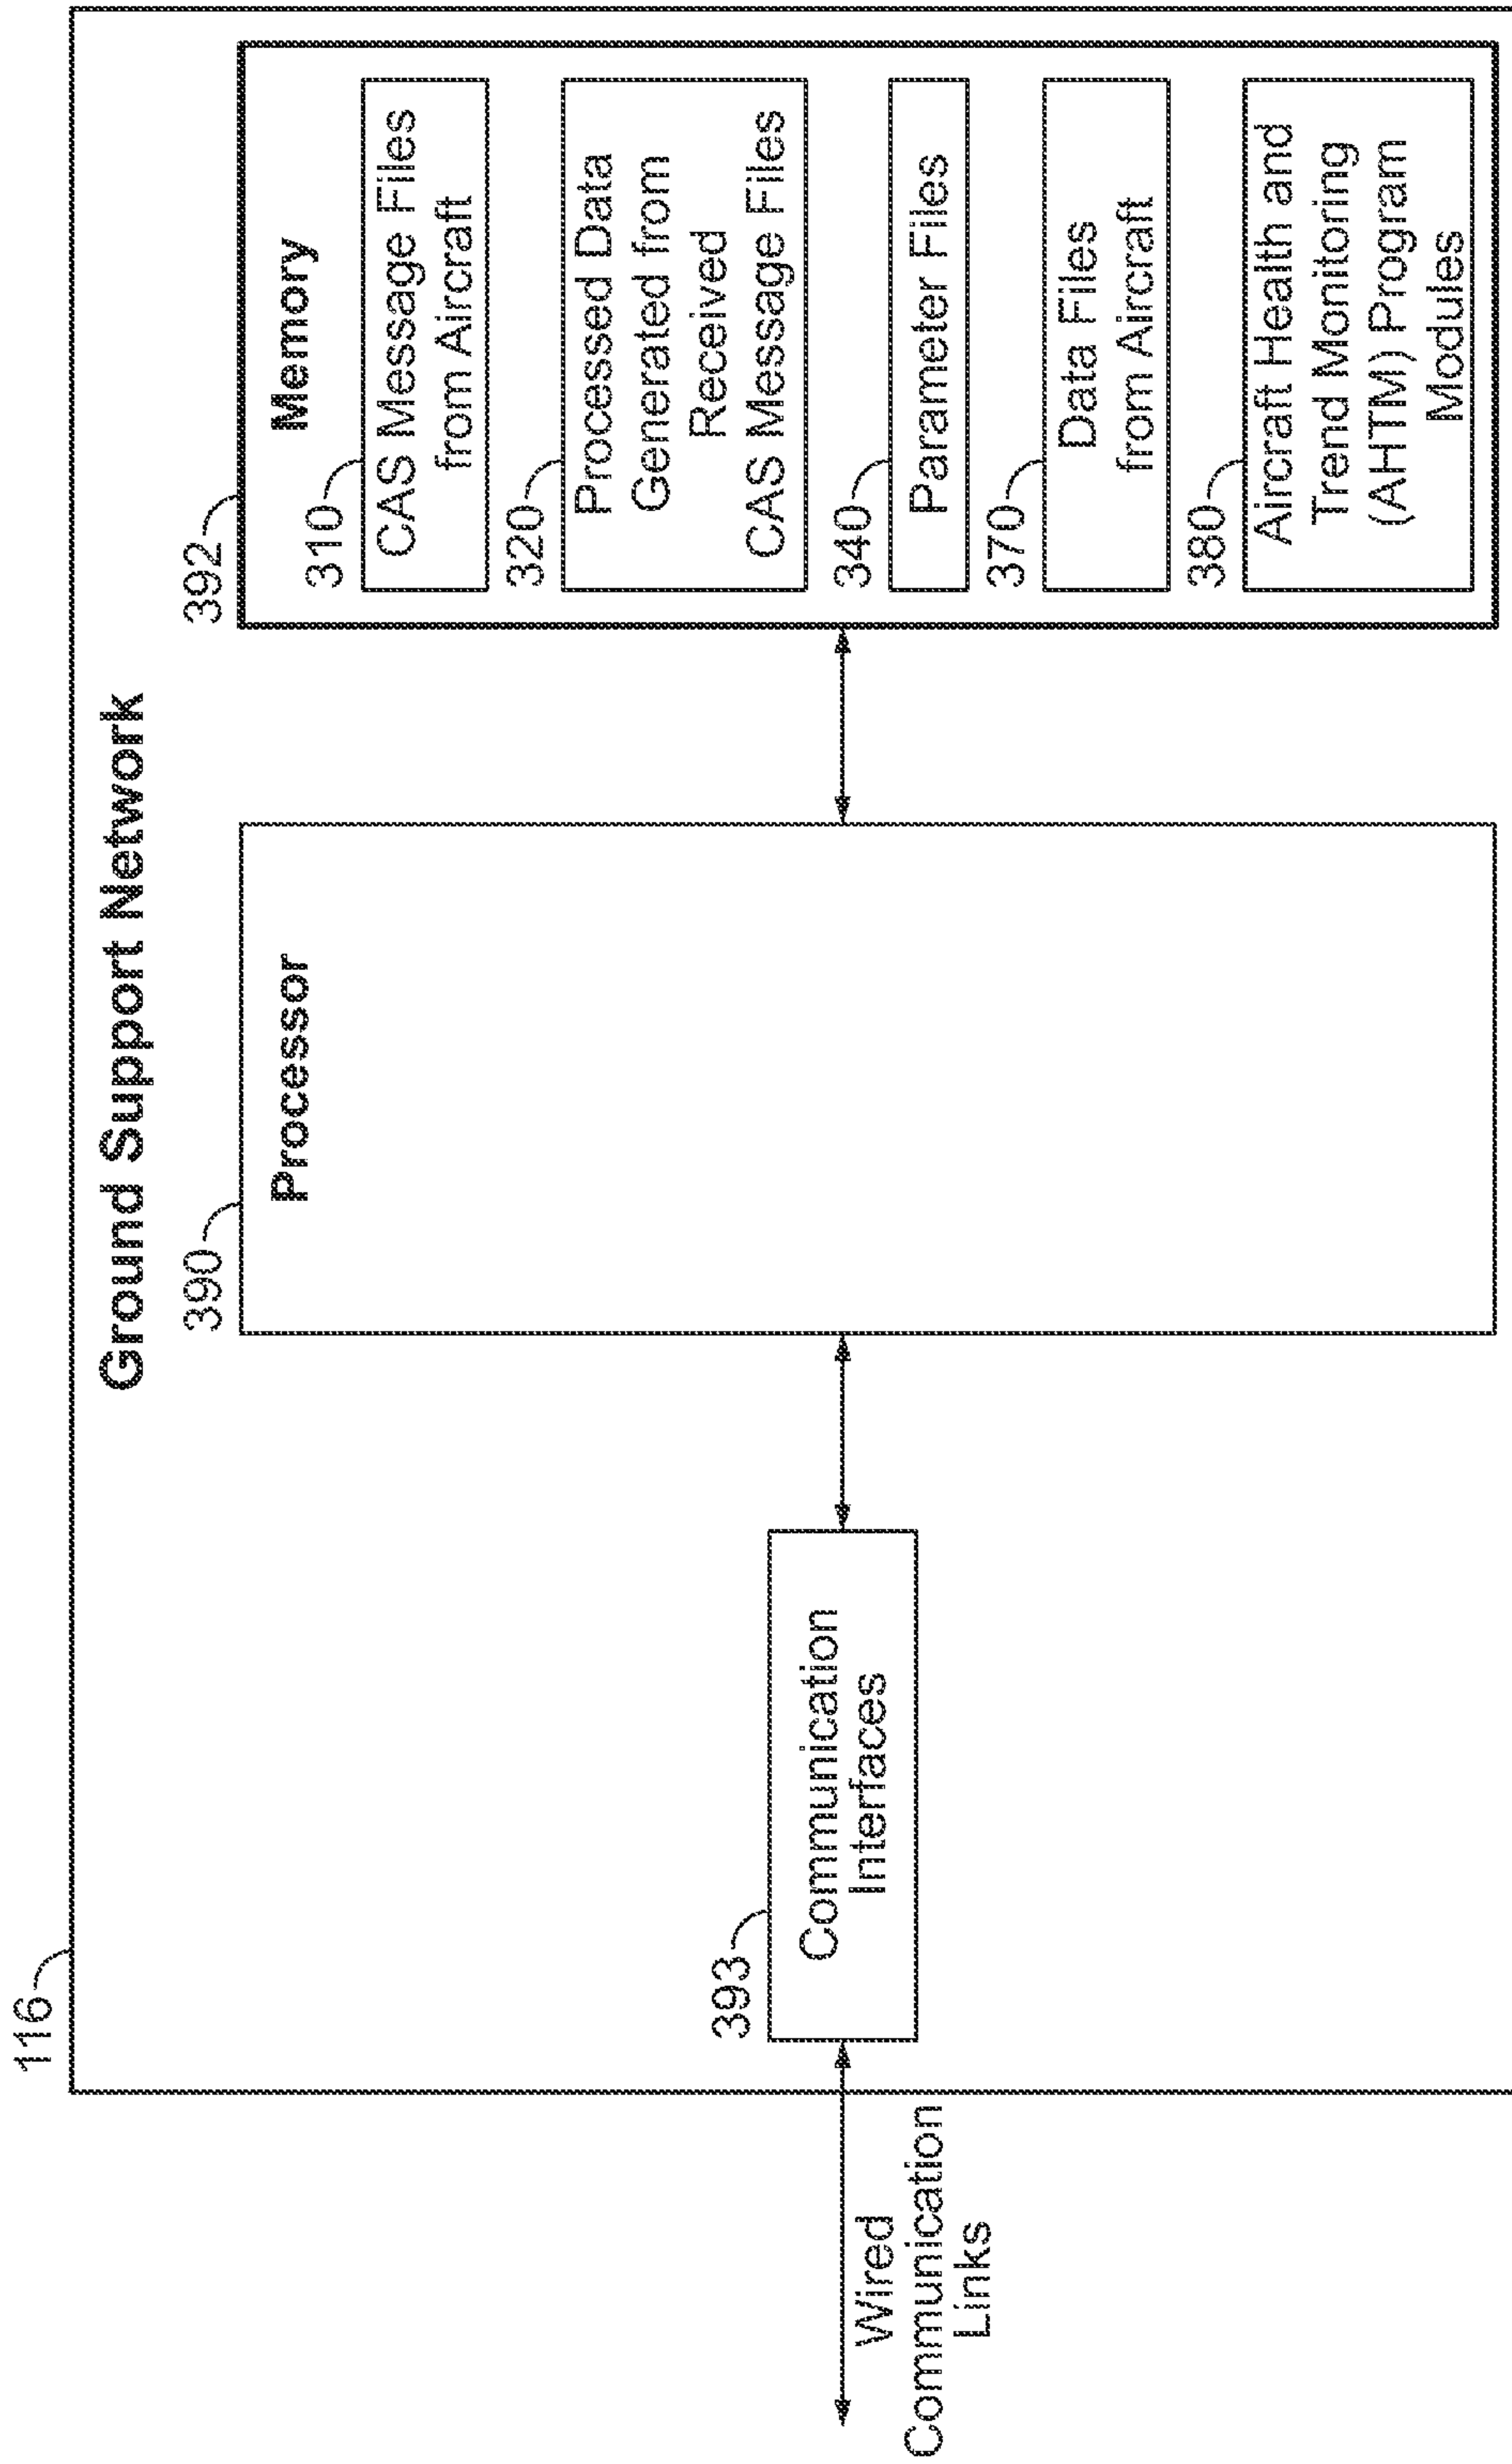 116
Ground Support Network
Wired
Communication
Links
393
Communication
Interfaces
390
Processor
392
Memory
310
CAS Message Files
from Aircraft
320
Processed Data
Generated from
Received
CAS Message Files
340
Parameter Files
370
Data Files
from Aircraft
380
Aircraft Health and
Trend Monitoring
(AHTM) Program
Modules